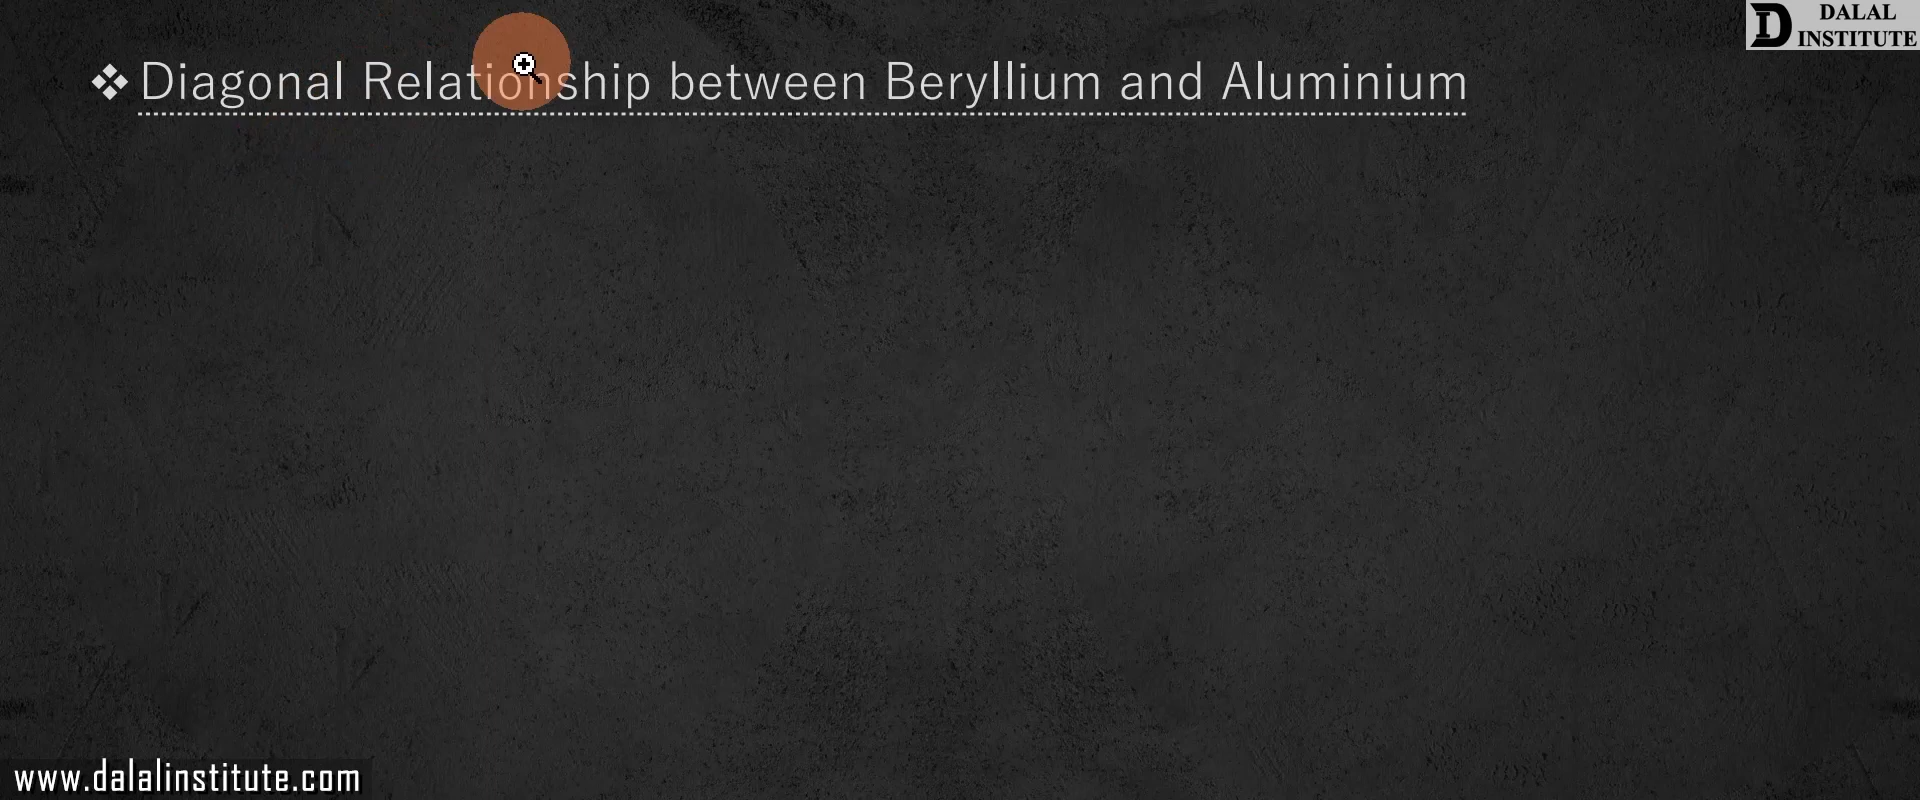 DALAL
INSTITUTE
❖ Diagonal Relationship between Beryllium and Aluminium
www.dalalinstitute.com